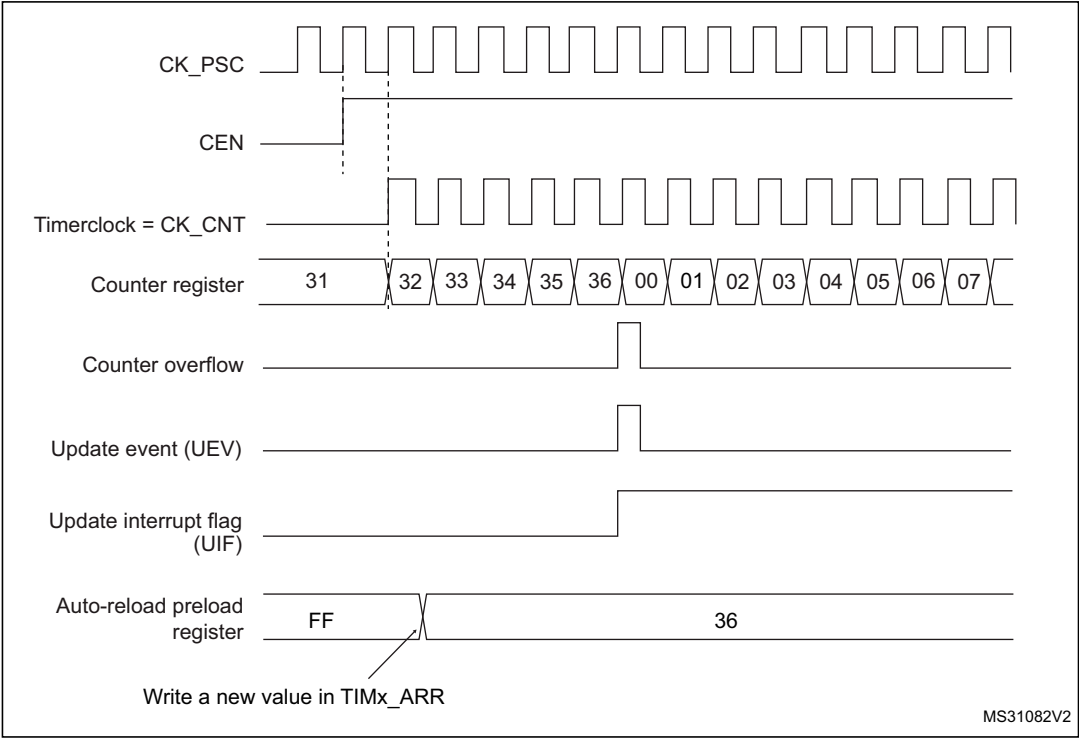 CK_PSC
CEN
Timerclock = CK_CNT
Counter register 31 32 33 34 35 36 00 01 02 03 04 05 06 07
Counter overflow
Update event (UEV)
Update interrupt flag
(UIF)
Auto-reload preload
register
FF 36
Write a new value in TIMx_ARR
MS31082V2